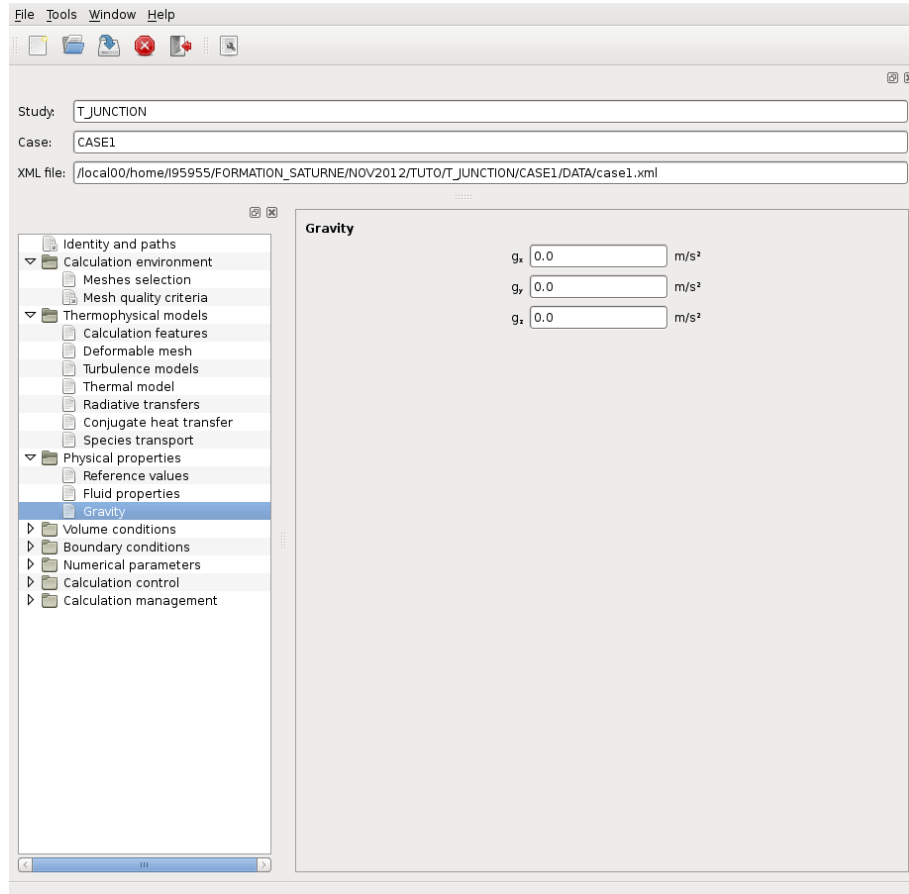 File Tools Window Help
Study: T_JUNCTION
Case: CASE1
XML file: /local00/home/I95955/FORMATION_SATURNE/NOV2012/TUTO/T_JUNCTION/CASE1/DATA/case1.xml
Identity and paths
Calculation environment
Meshes selection
Mesh quality criteria
Thermophysical models
Calculation features
Deformable mesh
Turbulence models
Thermal model
Radiative transfers
Conjugate heat transfer
Species transport
Physical properties
Reference values
Fluid properties
Gravity
Volume conditions
Boundary conditions
Numerical parameters
Calculation control
Calculation management
Gravity
gₓ 0.0 m/s²
gᵧ 0.0 m/s²
g𝓏 0.0 m/s²